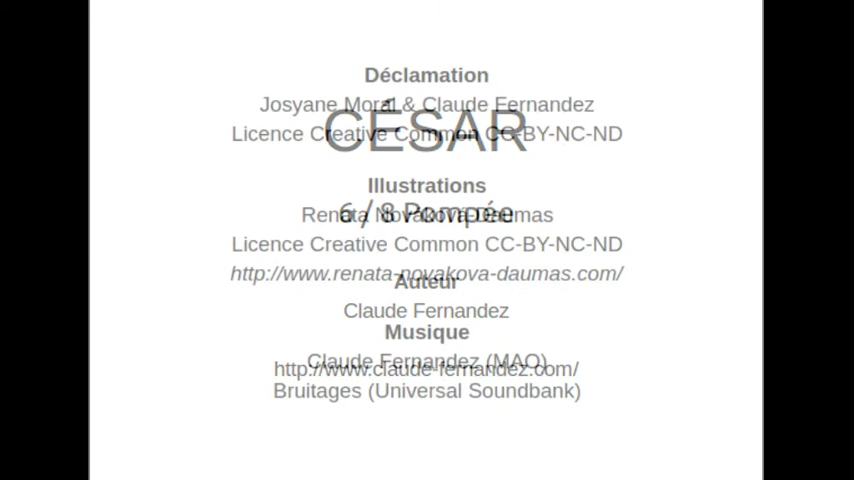 Déclamation
Josyane Moral & Claude Fernandez
CÉSAR
Licence Creative Common CC-BY-NC-ND
Illustrations
6 / 8 Pompée
Renata Novakova-Daumas
Licence Creative Common CC-BY-NC-ND
http://www.renata-novakova-daumas.com/
Auteur
Claude Fernandez
Musique
Claude Fernandez (MAO)
http://www.claude-fernandez.com/
Bruitages (Universal Soundbank)